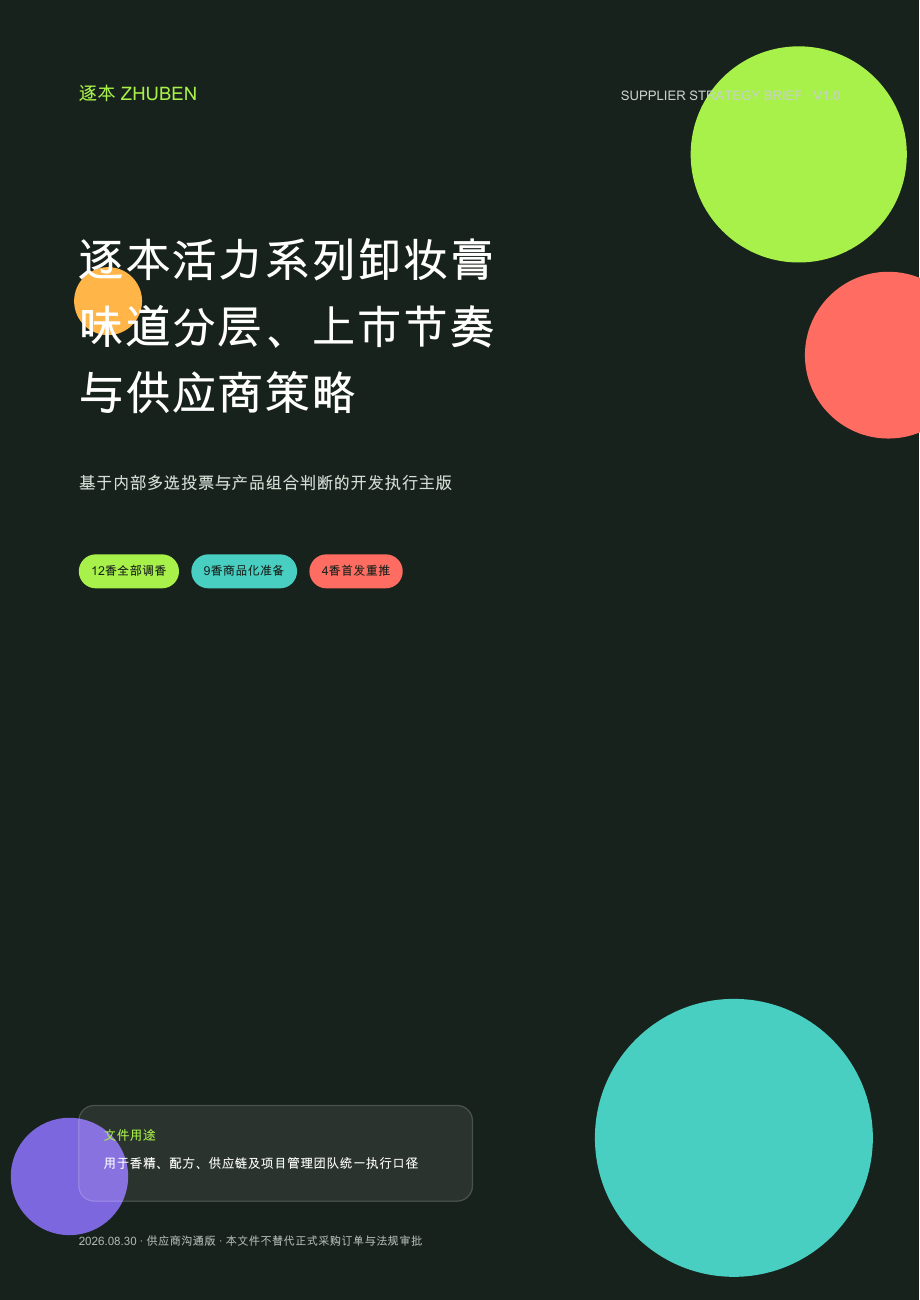 逐本 ZHUBEN
SUPPLIER STRATEGY BRIEF · V1.0
逐本活力系列卸妆膏
味道分层、上市节奏
与供应商策略
基于内部多选投票与产品组合判断的开发执行主版
12香全部调香
9香商品化准备
4香首发重推
文件用途
用于香精、配方、供应链及项目管理团队统一执行口径
2026.08.30 · 供应商沟通版 · 本文件不替代正式采购订单与法规审批